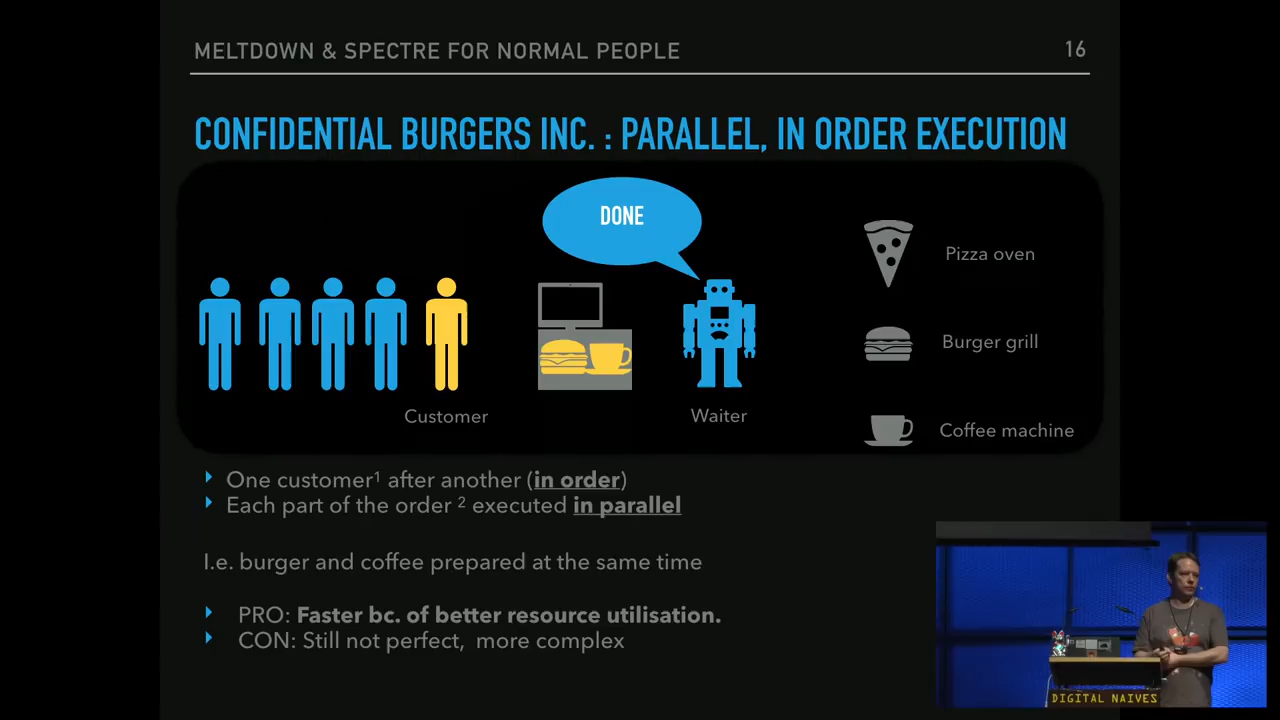 MELTDOWN & SPECTRE FOR NORMAL PEOPLE
16
CONFIDENTIAL BURGERS INC. : PARALLEL, IN ORDER EXECUTION
DONE
Pizza oven
Burger grill
Customer
Waiter
Coffee machine
One customer¹ after another (in order)
Each part of the order ² executed in parallel
I.e. burger and coffee prepared at the same time
PRO: Faster bc. of better resource utilisation.
CON: Still not perfect, more complex
DIGITAL NAIVES